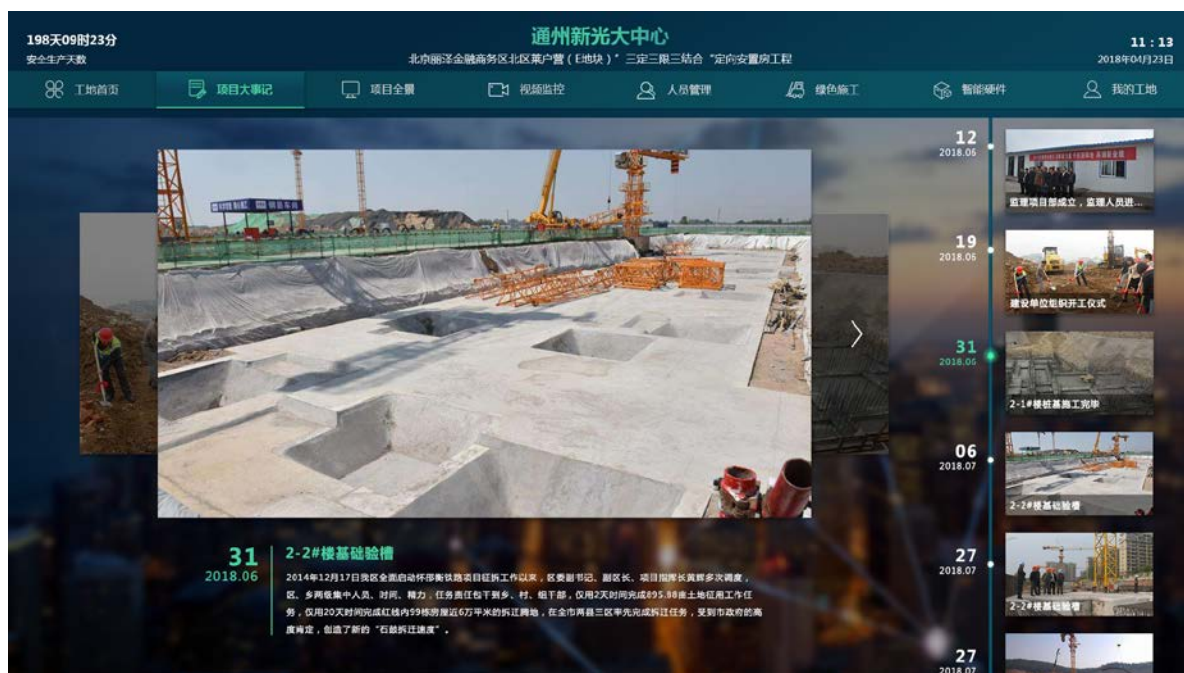 198天09时23分
安全生产天数
通州新光大中心
北京丽泽金融商务区北区菜户营(E地块)"三定三限三结合"定向安置房工程
11:13
2018年04月23日
工地首页
项目大事记
项目全景
视频监控
人员管理
绿色施工
智能硬件
我的工地
12
2018.06
监理项目部成立,监理人员进...
19
2018.06
建设单位组织开工仪式
31
2018.06
2-1#楼桩基施工完毕
06
2018.07
2-2#楼基础验槽
27
2018.07
2-2#楼基础验槽
27
2018.07
31
2018.06
2-2#楼基础验槽
2014年12月17日我区全面启动怀邵衡铁路项目征拆工作以来,区委副书记、副区长、项目指挥长黄辉多次调度,
区、乡两级集中人员、时间、精力,任务责任包干到乡、村、组干部,仅用2天时间完成895.88亩土地征用工作任
务,仅用20天时间完成红线内99栋房屋近6万平米的拆迁腾地,在全市两县三区率先完成拆迁任务,受到市政府的高
度肯定,创造了新的"石鼓拆迁速度"。